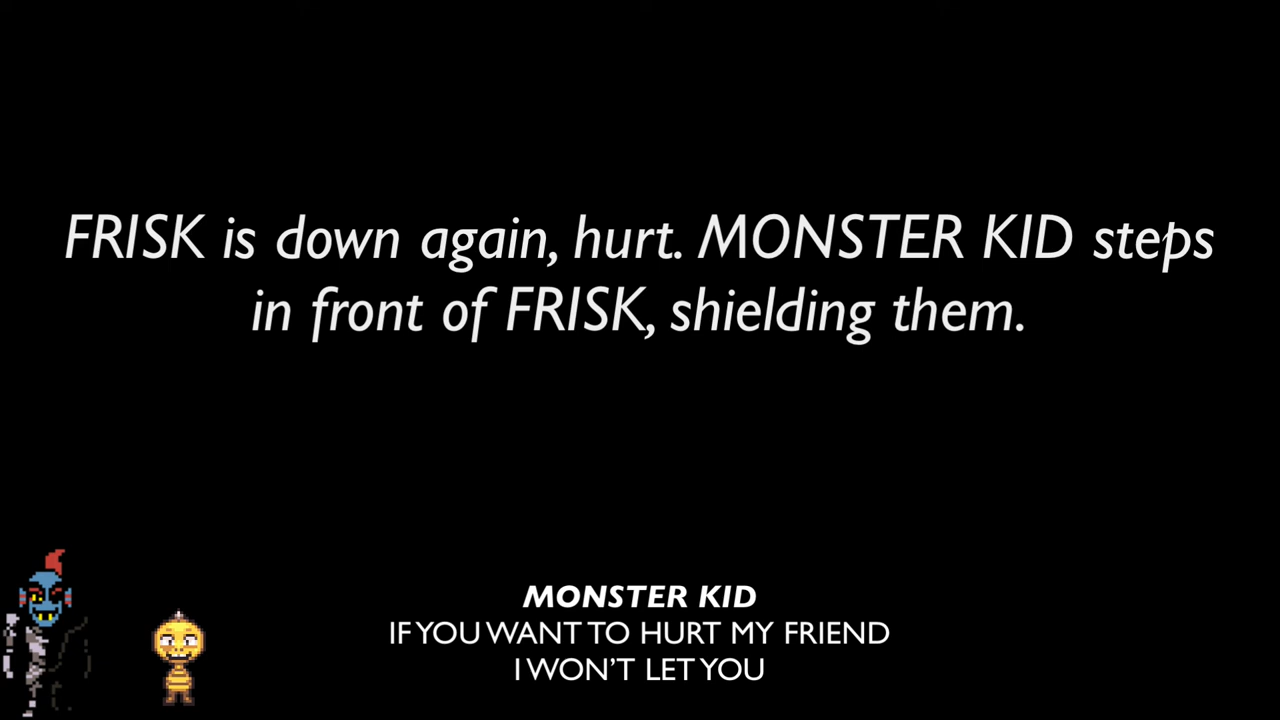 FRISK is down again, hurt. MONSTER KID steps
in front of FRISK, shielding them.
MONSTER KID
IF YOU WANT TO HURT MY FRIEND
I WON'T LET YOU